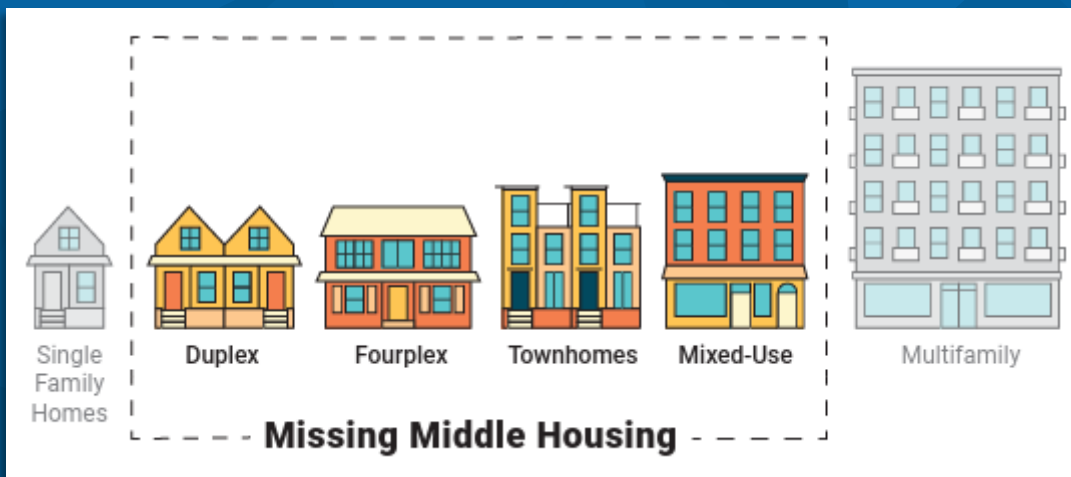 Single
Family
Homes
Duplex
Fourplex
Townhomes
Mixed-Use
Multifamily
Missing Middle Housing